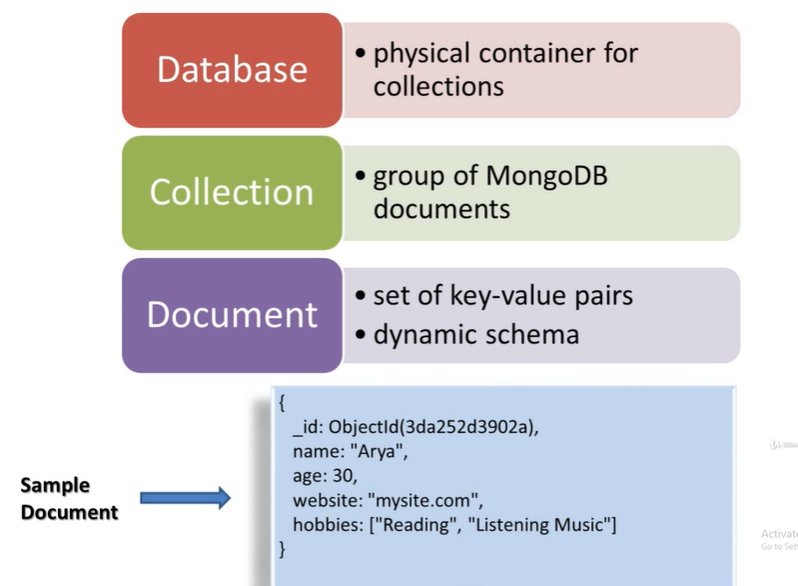 Database
• physical container for
collections
Collection
• group of MongoDB
documents
Document
• set of key-value pairs
• dynamic schema
Sample
Document
{
_id: ObjectId(3da252d3902a),
name: "Arya",
age: 30,
website: "mysite.com",
hobbies: ["Reading", "Listening Music"]
}
Activate
Go to Sett